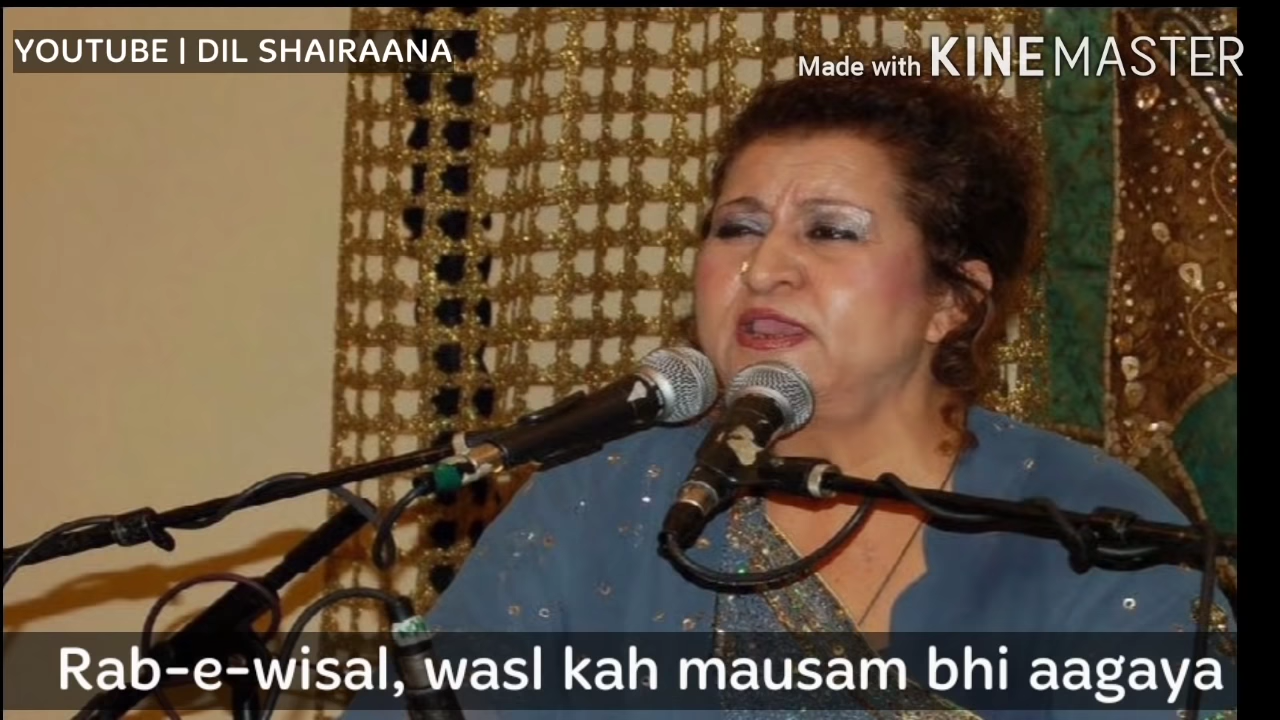 YOUTUBE | DIL SHAIRAANA
Made with KINEMASTER
Rab-e-wisal, wasl kah mausam bhi aagaya